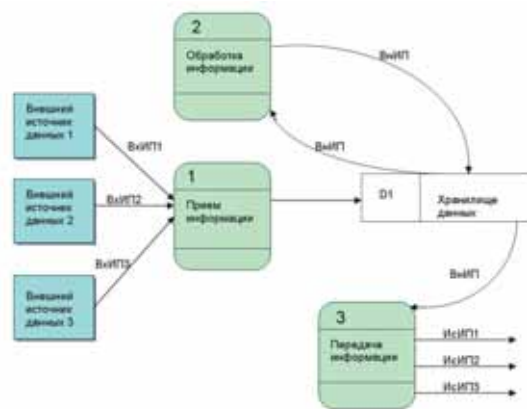 2
Обработка
информации
ВнИП
ВнИП
Внешний
источник
данных 1
ВхИП1
1
Прием
информации
D1
Хранилище
данных
Внешний
источник
данных 2
ВхИП2
ВхИП3
Внешний
источник
данных 3
ВнИП
3
Передача
информации
ИсИП1
ИсИП2
ИсИП3